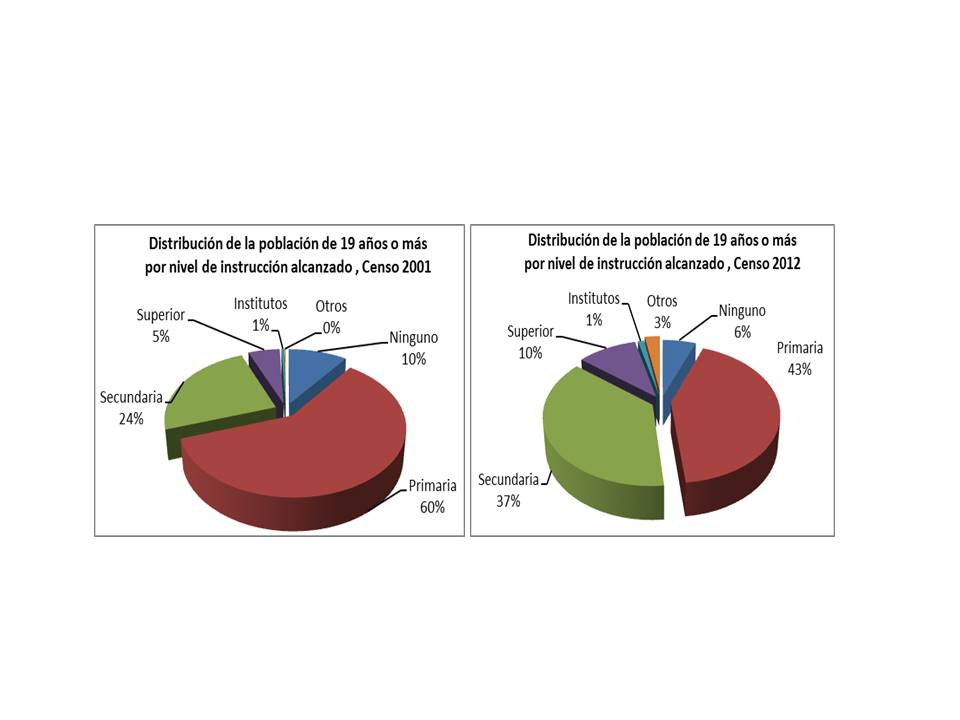 Distribución de la población de 19 años o más
por nivel de instrucción alcanzado , Censo 2001
Institutos
1%
Otros
0%
Superior
5%
Ninguno
10%
Secundaria
24%
Primaria
60%
Distribución de la población de 19 años o más
por nivel de instrucción alcanzado , Censo 2012
Institutos
1%
Otros
3%
Ninguno
6%
Superior
10%
Primaria
43%
Secundaria
37%